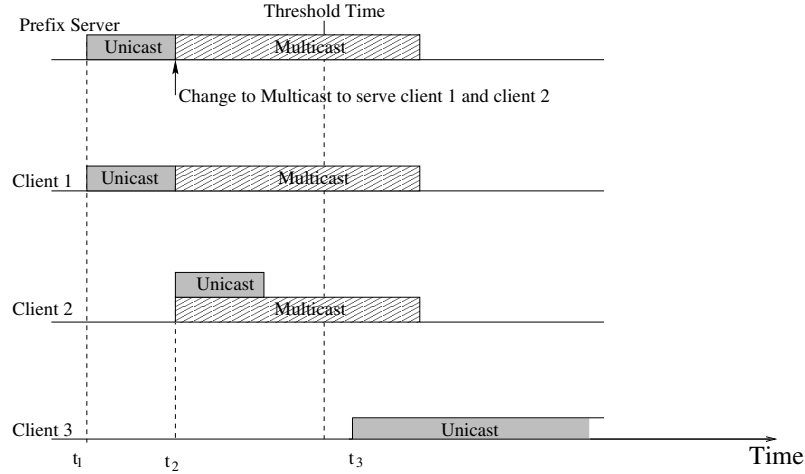 Threshold Time
Prefix Server
Unicast
Multicast
Change to Multicast to serve client 1 and client 2
Client 1
Unicast
Multicast
Unicast
Client 2
Multicast
Client 3
Unicast
t1
t2
t3
Time